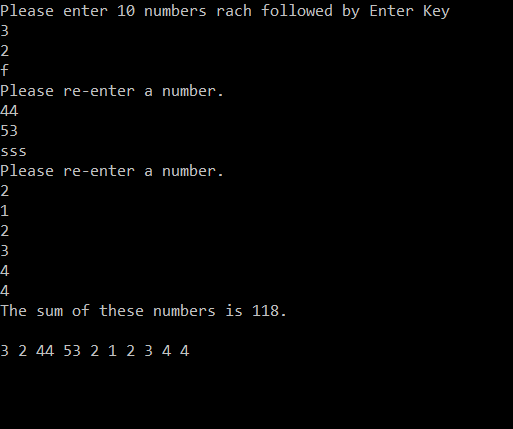 Please enter 10 numbers rach followed by Enter Key
3
2
f
Please re-enter a number.
44
53
sss
Please re-enter a number.
2
1
2
3
4
4
The sum of these numbers is 118.
3 2 44 53 2 1 2 3 4 4